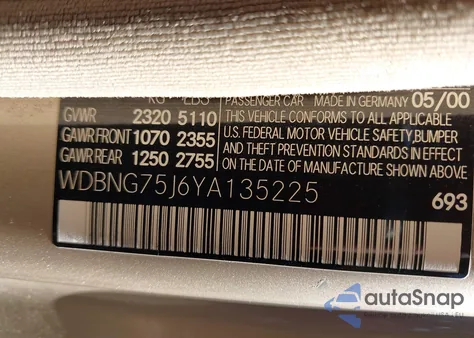 KG LBS PASSENGER CAR MADE IN GERMANY 05/00
GVWR 2320 5110 THIS VEHICLE CONFORMS TO ALL APPLICABLE
GAWR FRONT 1070 2355 U.S. FEDERAL MOTOR VEHICLE SAFETY,BUMPER
GAWR REAR 1250 2755 AND THEFT PREVENTION STANDARDS IN EFFECT
ON THE DATE OF MANUFACTURE SHOWN ABOVE.
WDBNG75J6YA135225
693
autoSnap